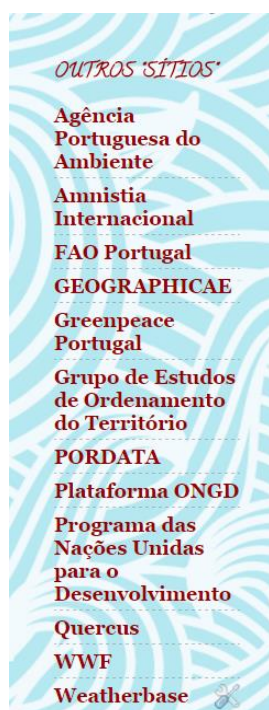 OUTROS "SÍTIOS"
Agência
Portuguesa do
Ambiente
Amnistia
Internacional
FAO Portugal
GEOGRAPHICAE
Greenpeace
Portugal
Grupo de Estudos
de Ordenamento
do Território
PORDATA
Plataforma ONGD
Programa das
Nações Unidas
para o
Desenvolvimento
Quercus
WWF
Weatherbase